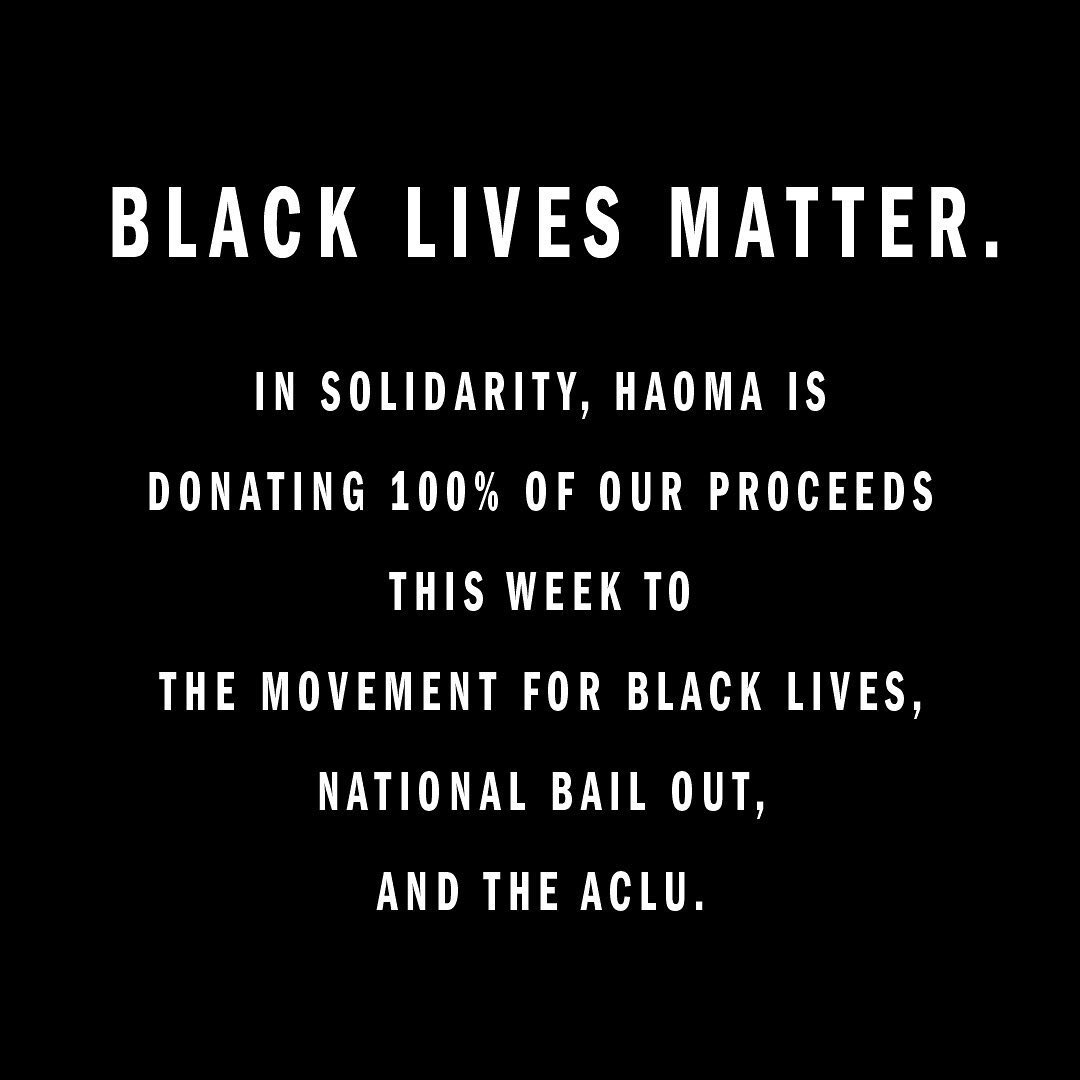 BLACK LIVES MATTER.
IN SOLIDARITY, HAOMA IS
DONATING 100% OF OUR PROCEEDS
THIS WEEK TO
THE MOVEMENT FOR BLACK LIVES,
NATIONAL BAIL OUT,
AND THE ACLU.